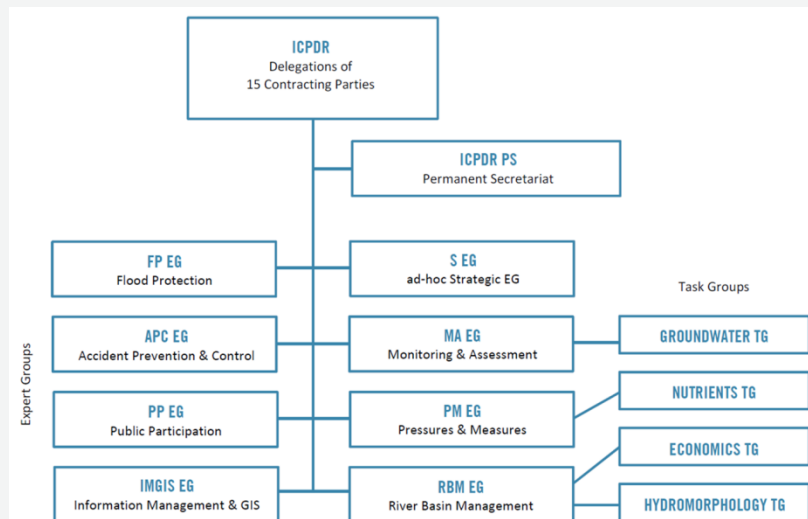 ICPDR
Delegations of
15 Contracting Parties
ICPDR PS
Permanent Secretariat
FP EG
Flood Protection
S EG
ad-hoc Strategic EG
Task Groups
Expert Groups
APC EG
Accident Prevention & Control
MA EG
Monitoring & Assessment
GROUNDWATER TG
NUTRIENTS TG
PP EG
Public Participation
PM EG
Pressures & Measures
ECONOMICS TG
IMGIS EG
Information Management & GIS
RBM EG
River Basin Management
HYDROMORPHOLOGY TG